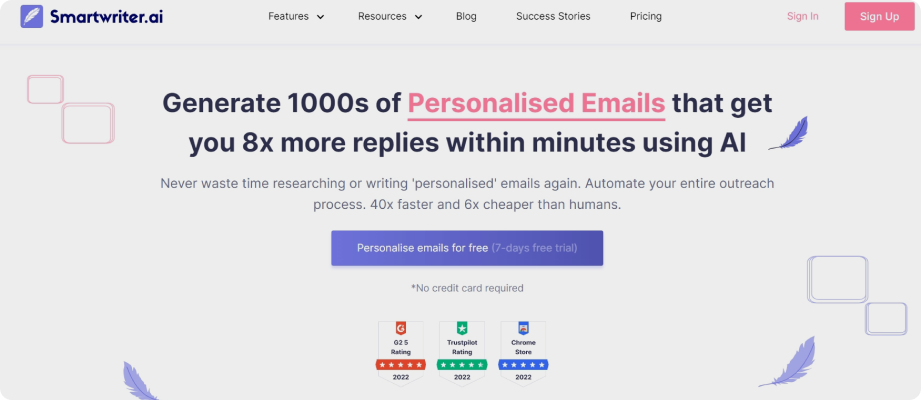 Smartwriter.ai Features Resources Blog Success Stories Pricing Sign In Sign Up
Generate 1000s of Personalised Emails that get
you 8x more replies within minutes using AI
Never waste time researching or writing 'personalised' emails again. Automate your entire outreach
process. 40x faster and 6x cheaper than humans.
Personalise emails for free (7-days free trial)
*No credit card required
G2 5
Rating
2022
Trustpilot
Rating
2022
Chrome
Store
2022